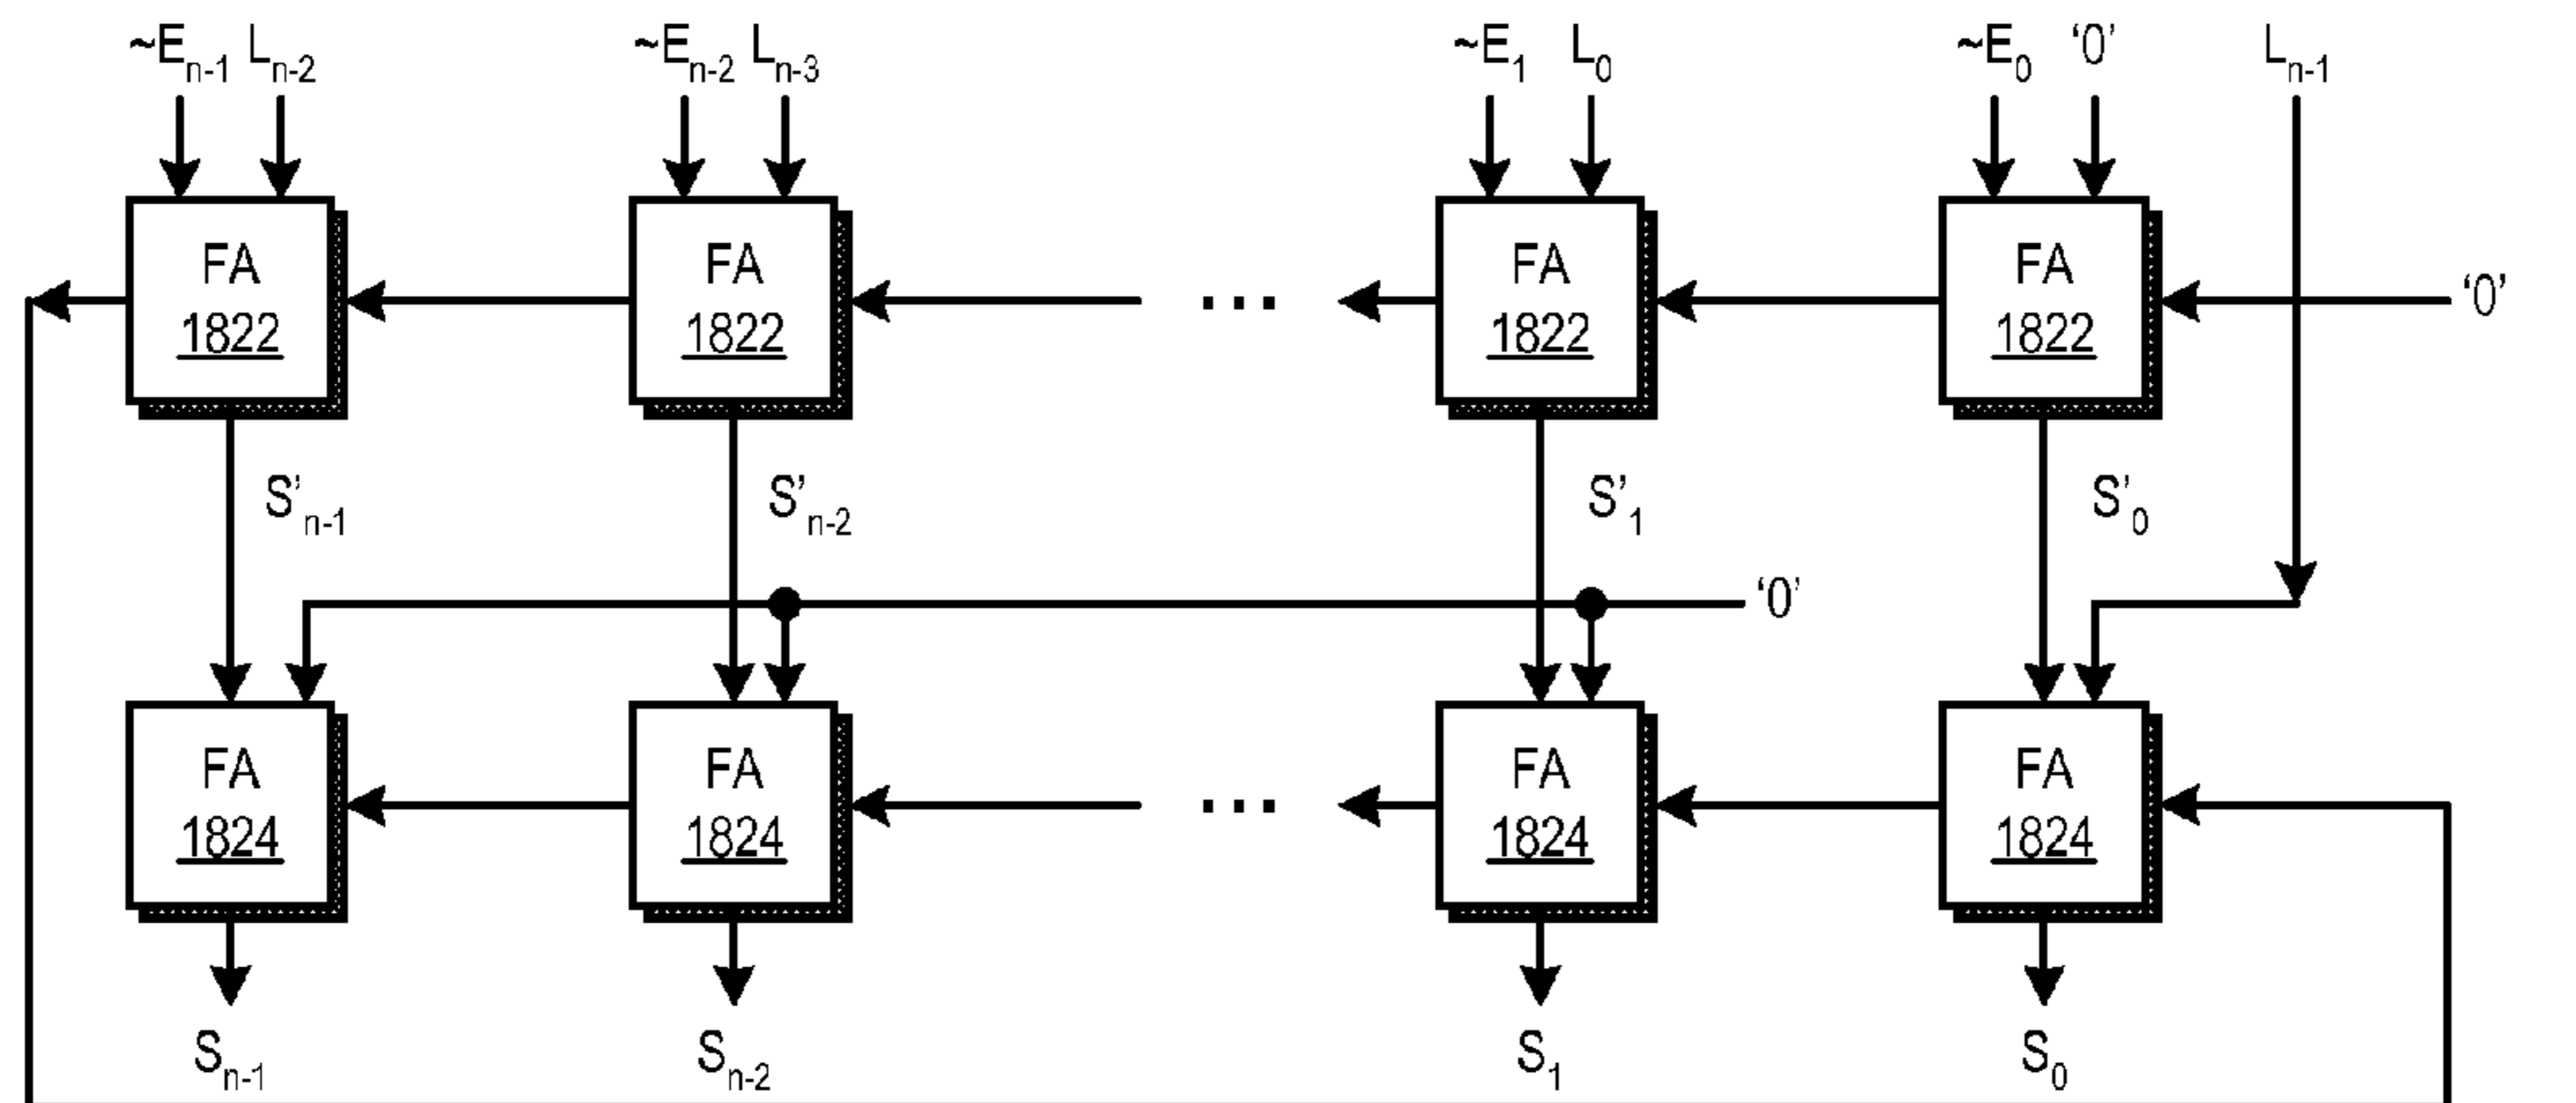 ~Eₙ₋₁ Lₙ₋₂ ~Eₙ₋₂ Lₙ₋₃ ~E₁ L₀ ~E₀ ‘0’ Lₙ₋₁
FA FA FA FA
1822 1822 ... 1822 1822 ‘0’
S’ₙ₋₁ S’ₙ₋₂ S’₁ S’₀
‘0’
FA FA FA FA
1824 1824 ... 1824 1824
Sₙ₋₁ Sₙ₋₂ S₁ S₀